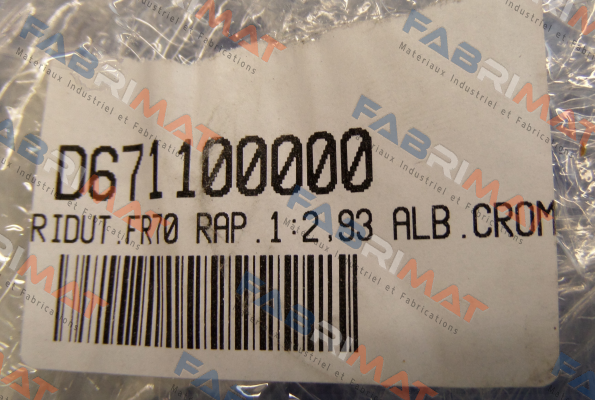 D671100000
RIDUT.FR70 RAP.1:2,93 ALB.CROM
FABRIMAT
Materiaux Industriel et Fabrications